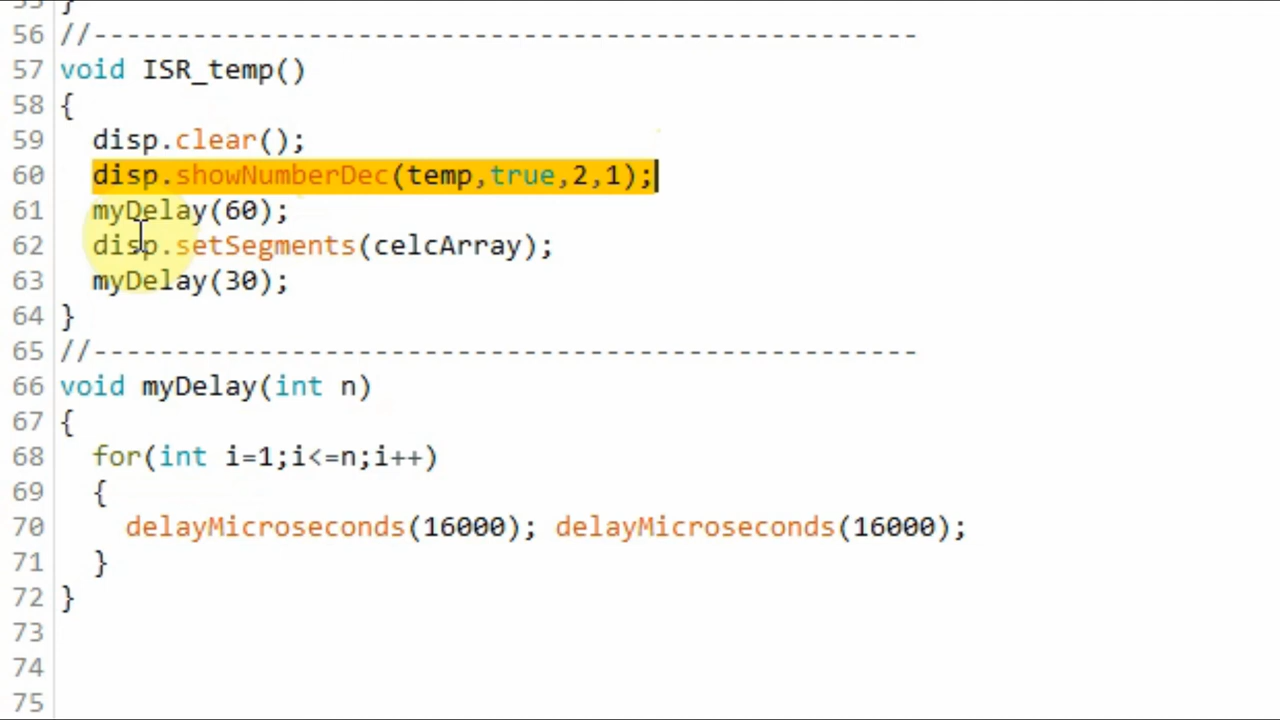 55 }
56 //--------------------------------------------------
57 void ISR_temp()
58 {
59 disp.clear();
60 disp.showNumberDec(temp,true,2,1);
61 myDelay(60);
62 disp.setSegments(celcArray);
63 myDelay(30);
64 }
65 //--------------------------------------------------
66 void myDelay(int n)
67 {
68 for(int i=1;i<=n;i++)
69 {
70 delayMicroseconds(16000); delayMicroseconds(16000);
71 }
72 }
73
74
75